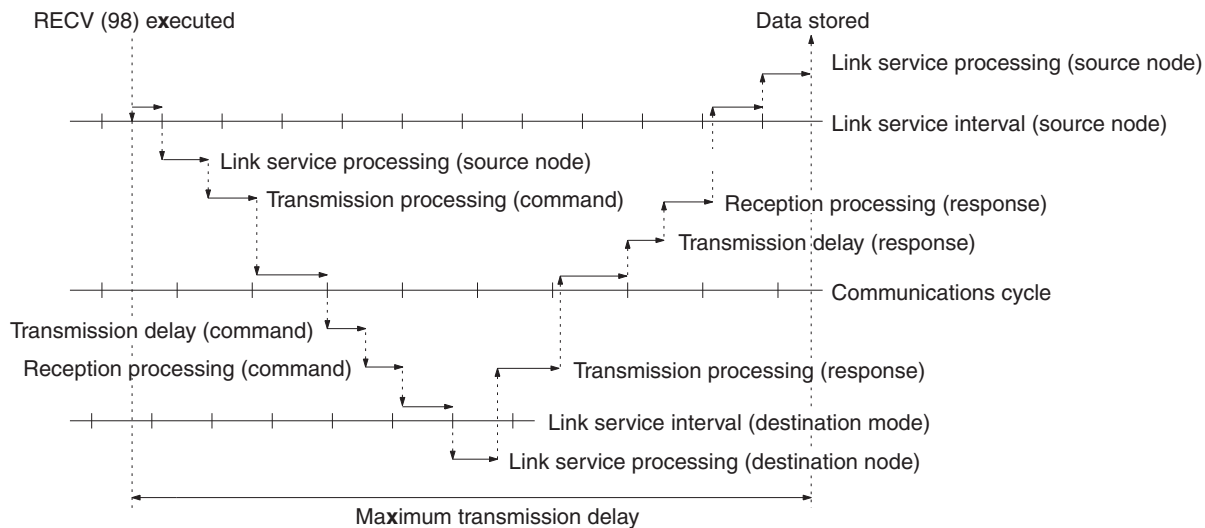 RECV (98) executed
Data stored
Link service processing (source node)
Link service interval (source node)
Link service processing (source node)
Transmission processing (command)
Reception processing (response)
Transmission delay (response)
Communications cycle
Transmission delay (command)
Reception processing (command)
Transmission processing (response)
Link service interval (destination mode)
Link service processing (destination node)
Maximum transmission delay